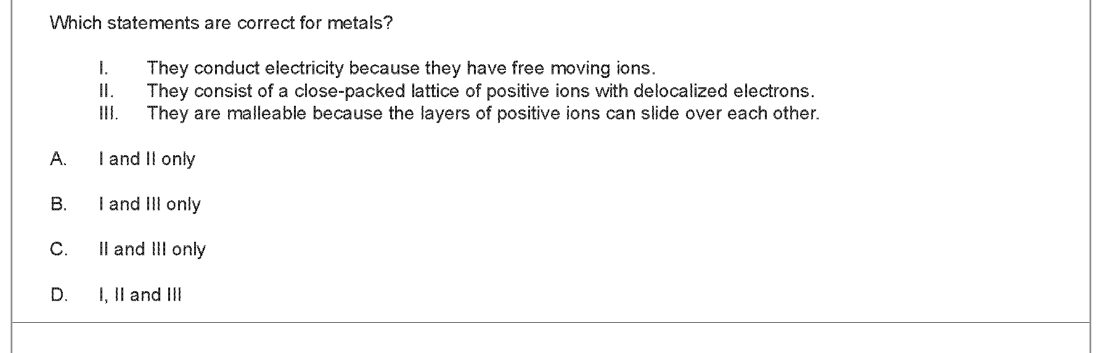 Which statements are correct for metals?
I. They conduct electricity because they have free moving ions.
II. They consist of a close-packed lattice of positive ions with delocalized electrons.
III. They are malleable because the layers of positive ions can slide over each other.
A. I and II only
B. I and III only
C. II and III only
D. I, II and III